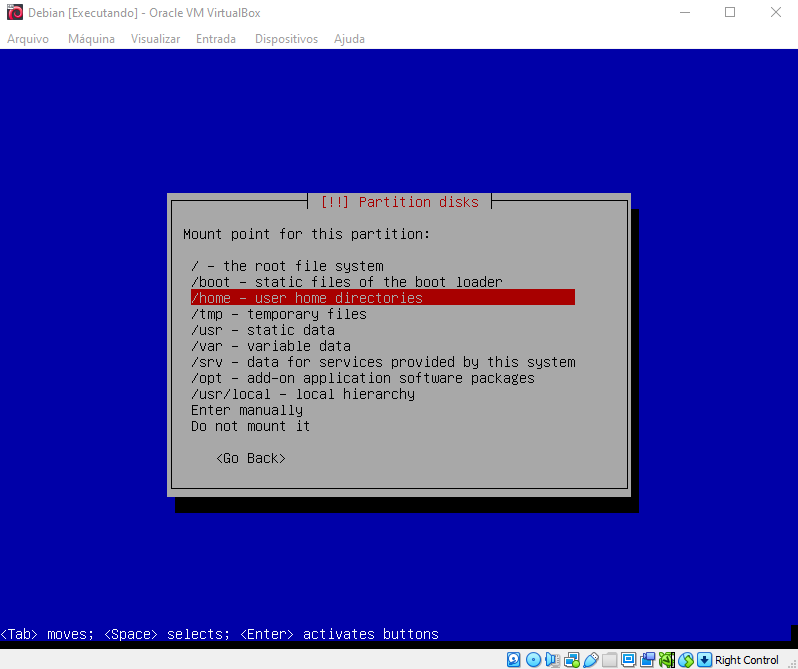 Debian [Executando] - Oracle VM VirtualBox
Arquivo Máquina Visualizar Entrada Dispositivos Ajuda
[!!] Partition disks
Mount point for this partition:
/ - the root file system
/boot - static files of the boot loader
/home - user home directories
/tmp - temporary files
/usr - static data
/var - variable data
/srv - data for services provided by this system
/opt - add-on application software packages
/usr/local - local hierarchy
Enter manually
Do not mount it
<Go Back>
<Tab> moves; <Space> selects; <Enter> activates buttons
Right Control